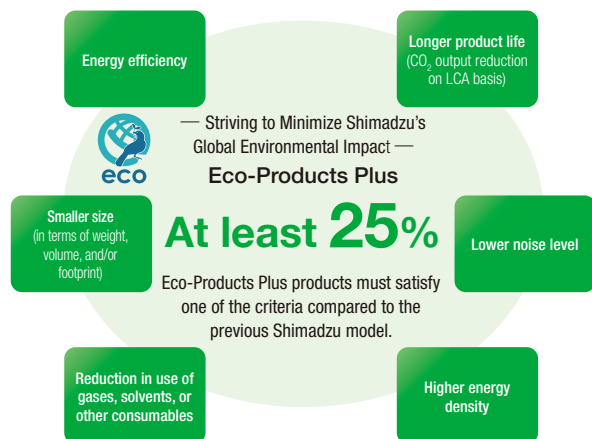 Energy efficiency
Longer product life
(CO₂ output reduction
on LCA basis)
eco
— Striving to Minimize Shimadzu's
Global Environmental Impact —
Eco-Products Plus
At least 25%
Smaller size
(in terms of weight,
volume, and/or
footprint)
Lower noise level
Eco-Products Plus products must satisfy
one of the criteria compared to the
previous Shimadzu model.
Reduction in use of
gases, solvents, or
other consumables
Higher energy
density